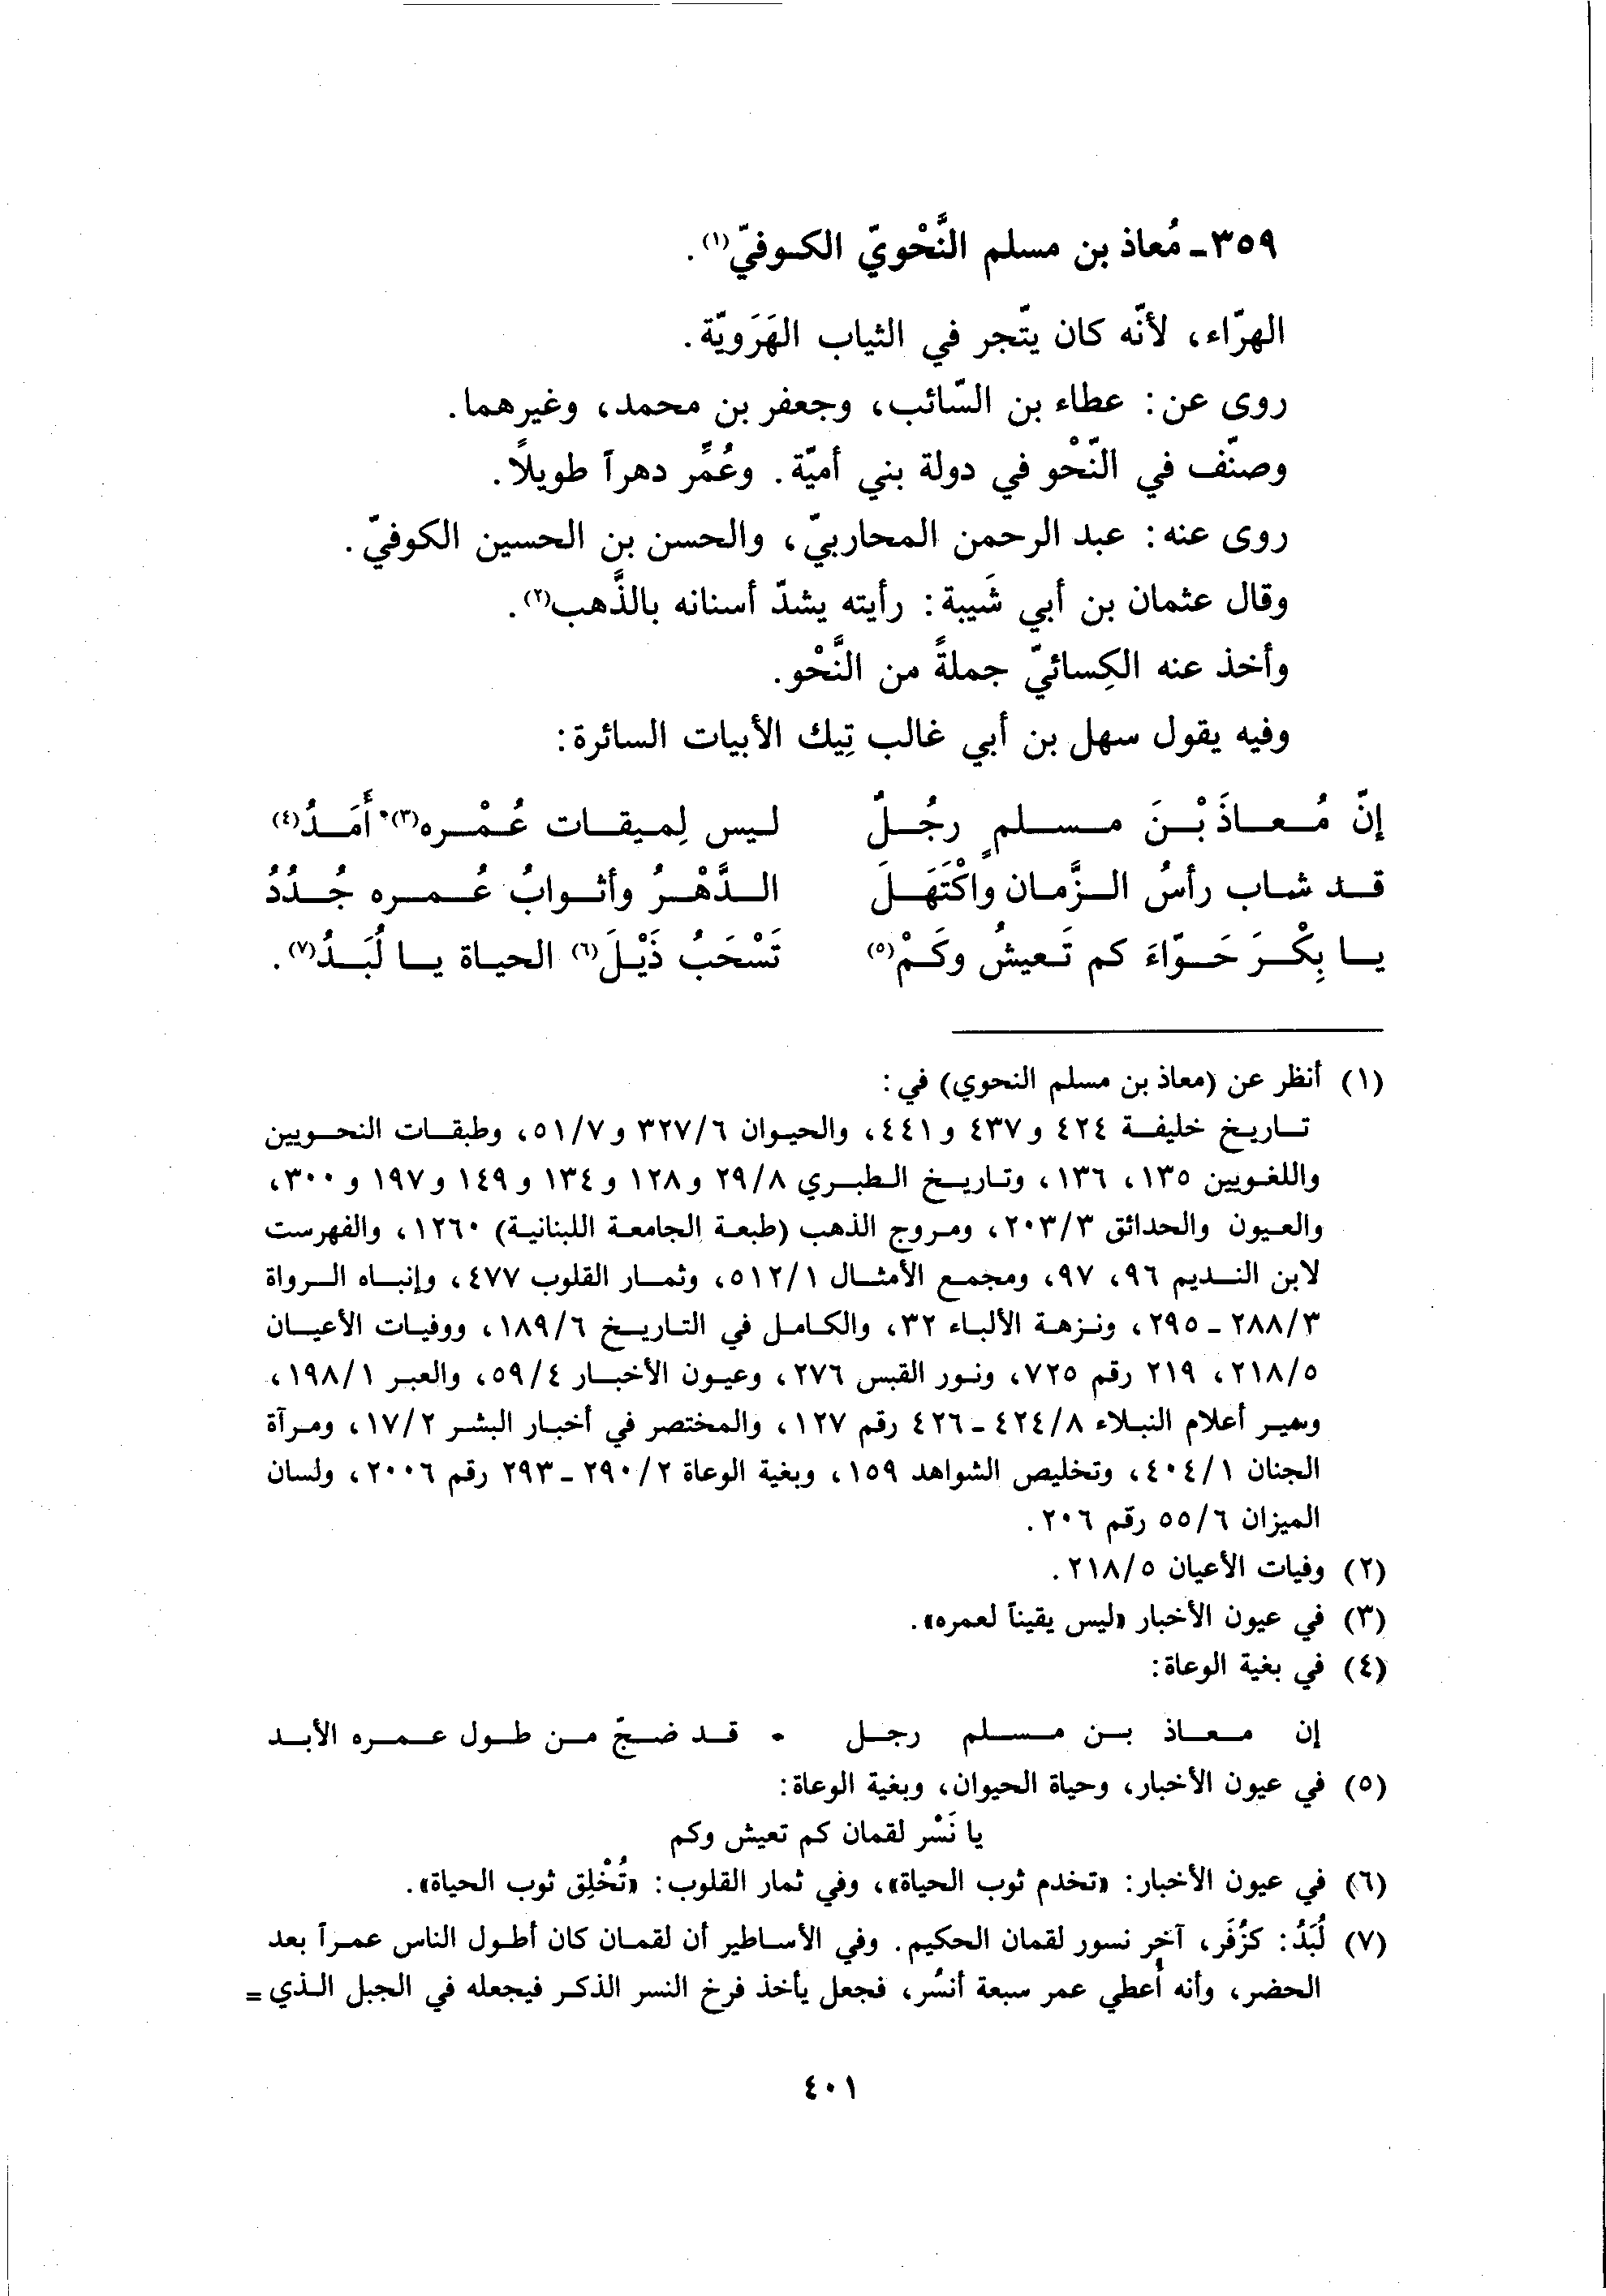 ٣٥٩ـ مُعاذ بن مسلم النَّحْويّ الكوفيّ(١).
الهرّاء، لأنّه كان يتّجر في الثياب الهَرَويّة.
روى عن: عطاء بن السّائب، وجعفر بن محمد، وغيرهما.
وصنّف في النّحْو في دولة بني أميّة. وعُمِّر دهراً طويلاً.
روى عنه: عبد الرحمن المحاربيّ، والحسن بن الحسين الكوفيّ.
وقال عثمان بن أبي شَيبة: رأيته يشدّ أسنانه بالذَّهب(٢).
وأخذ عنه الكِسائيّ جملةً من النَّحْو.
وفيه يقول سهل بن أبي غالب تِيك الأبيات السائرة:
إنّ مُعاذَ بْنَ مسلمٍ رجُلٌ ليس لِميقات عُمْره(٣) أَمَدُ(٤)
قد شاب رأسُ الزَّمان واكْتَهَلَ الدَّهْرُ وأثوابُ عُمره جُدُدُ
يا بِكْرَ حَوّاءَ كم تَعيشُ وكَمْ(٥) تَسْحَبُ ذَيْلَ(٦) الحياة يا لُبَدُ(٧).
(١) أنظر عن (معاذ بن مسلم النحوي) في:
تاريخ خليفة ٤٢٤ و٤٣٧ و٤٤١، والحيوان ٣٢٧/٦ و٥١/٧، وطبقات النحويين
واللغويين ١٣٥، ١٣٦، وتاريخ الطبري ٢٩/٨ و١٢٨ و١٣٤ و١٤٩ و١٩٧ و٣٠٠،
والعيون والحدائق ٢٠٣/٣، ومروج الذهب (طبعة الجامعة اللبنانية) ١٢٦٠، والفهرست
لابن النديم ٩٦، ٩٧، ومجمع الأمثال ٥١٢/١، وثمار القلوب ٤٧٧، وإنباه الرواة
٢٨٨/٣ ـ ٢٩٥، ونزهة الألباء ٣٢، والكامل في التاريخ ١٨٩/٦، ووفيات الأعيان
٢١٨/٥، ٢١٩ رقم ٧٢٥، ونور القبس ٢٧٦، وعيون الأخبار ٥٩/٤، والعبر ١٩٨/١،
وسير أعلام النبلاء ٤٢٤/٨ ـ ٤٢٦ رقم ١٢٧، والمختصر في أخبار البشر ١٧/٢، ومرآة
الجنان ٤٠٤/١، وتخليص الشواهد ١٥٩، وبغية الوعاة ٢٩٠/٢ ـ ٢٩٣ رقم ٢٠٠٦، ولسان
الميزان ٥٥/٦ رقم ٢٠٦.
(٢) وفيات الأعيان ٢١٨/٥.
(٣) في عيون الأخبار «ليس يقيناً لعمره».
(٤) في بغية الوعاة:
إن معاذ بن مسلم رجل • قد ضجّ من طول عمره الأبد
(٥) في عيون الأخبار، وحياة الحيوان، وبغية الوعاة:
يا نَسْر لقمان كم تعيش وكم
(٦) في عيون الأخبار: «تخدم ثوب الحياة»، وفي ثمار القلوب: «تُخْلِق ثوب الحياة».
(٧) لُبَدُ: كزُفَر، آخر نسور لقمان الحكيم. وفي الأساطير أن لقمان كان أطول الناس عمراً بعد
الحضر، وأنه أُعطي عمر سبعة أنسُر، فجعل يأخذ فرخ النسر الذكر فيجعله في الجبل الذي =
٤٠١